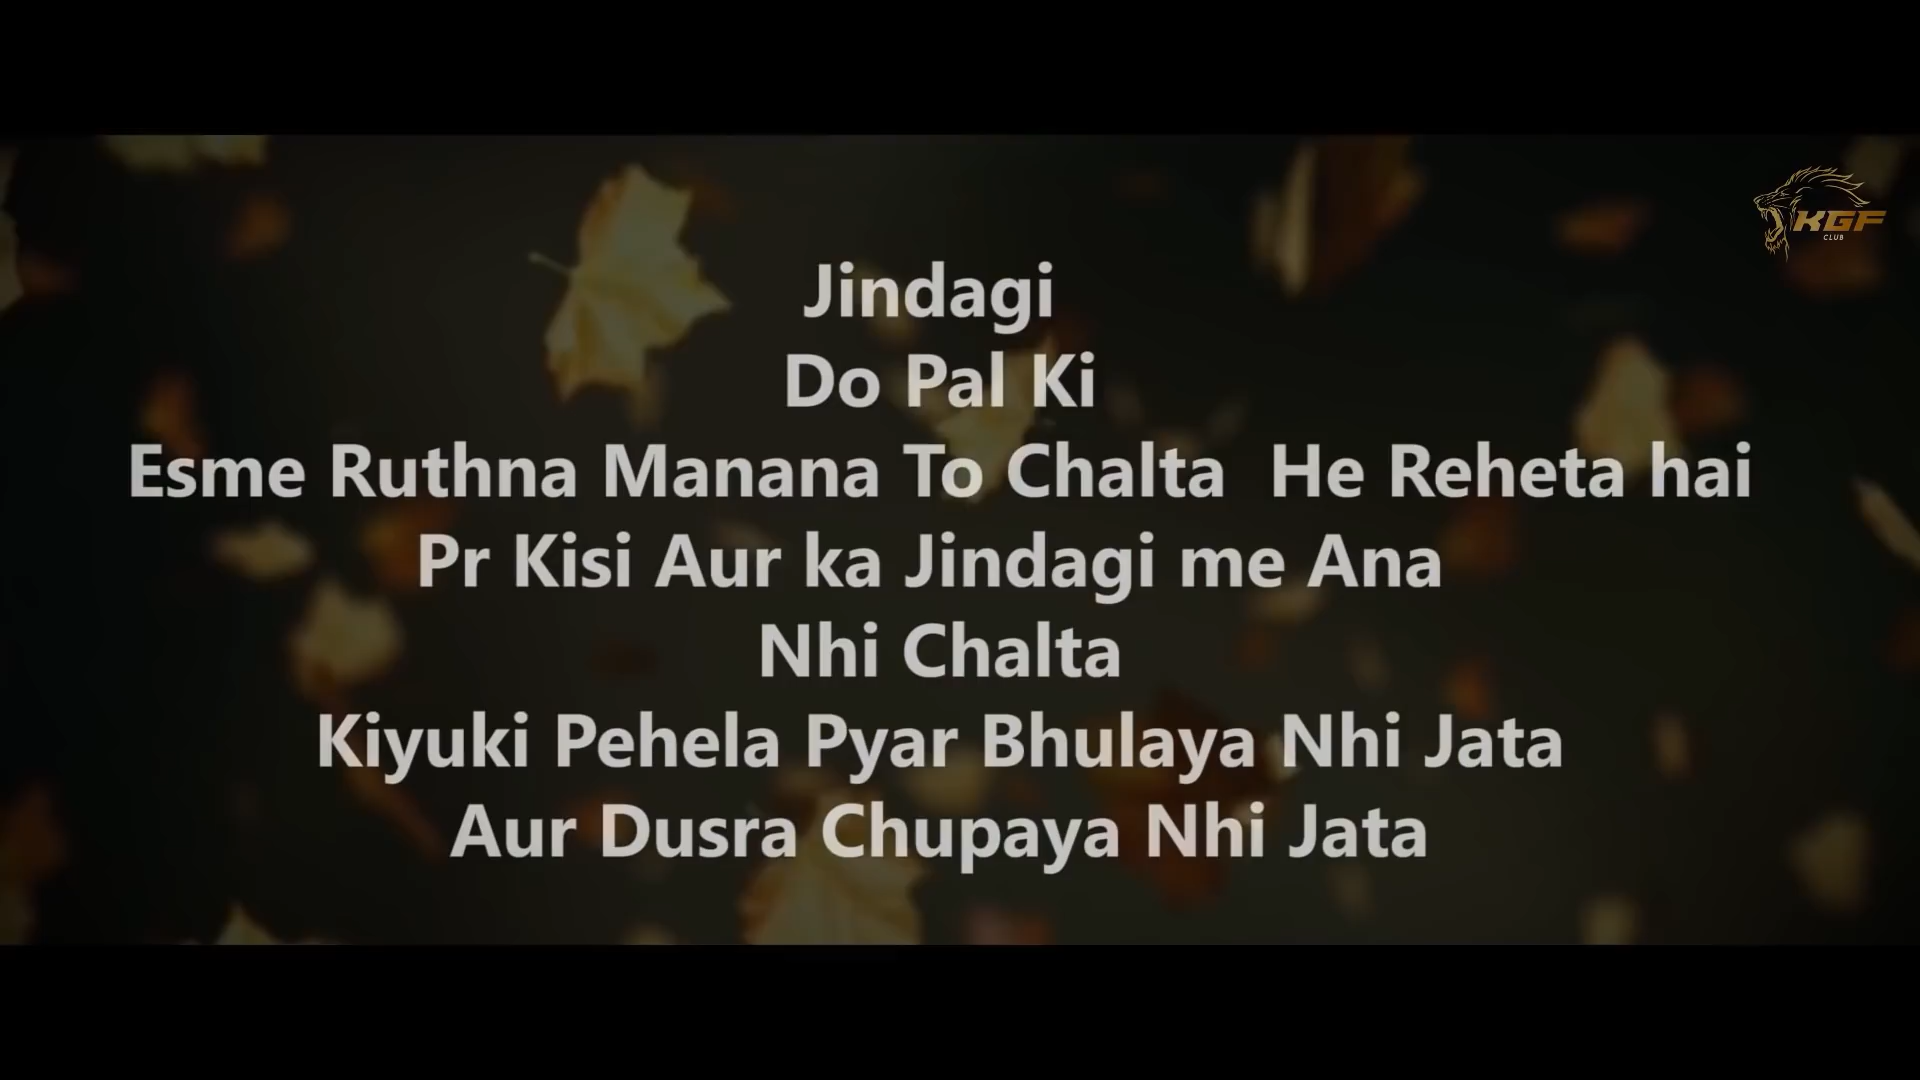 KGF
CLUB
Jindagi
Do Pal Ki
Esme Ruthna Manana To Chalta  He Reheta hai
Pr Kisi Aur ka Jindagi me Ana
Nhi Chalta
Kiyuki Pehela Pyar Bhulaya Nhi Jata
Aur Dusra Chupaya Nhi Jata